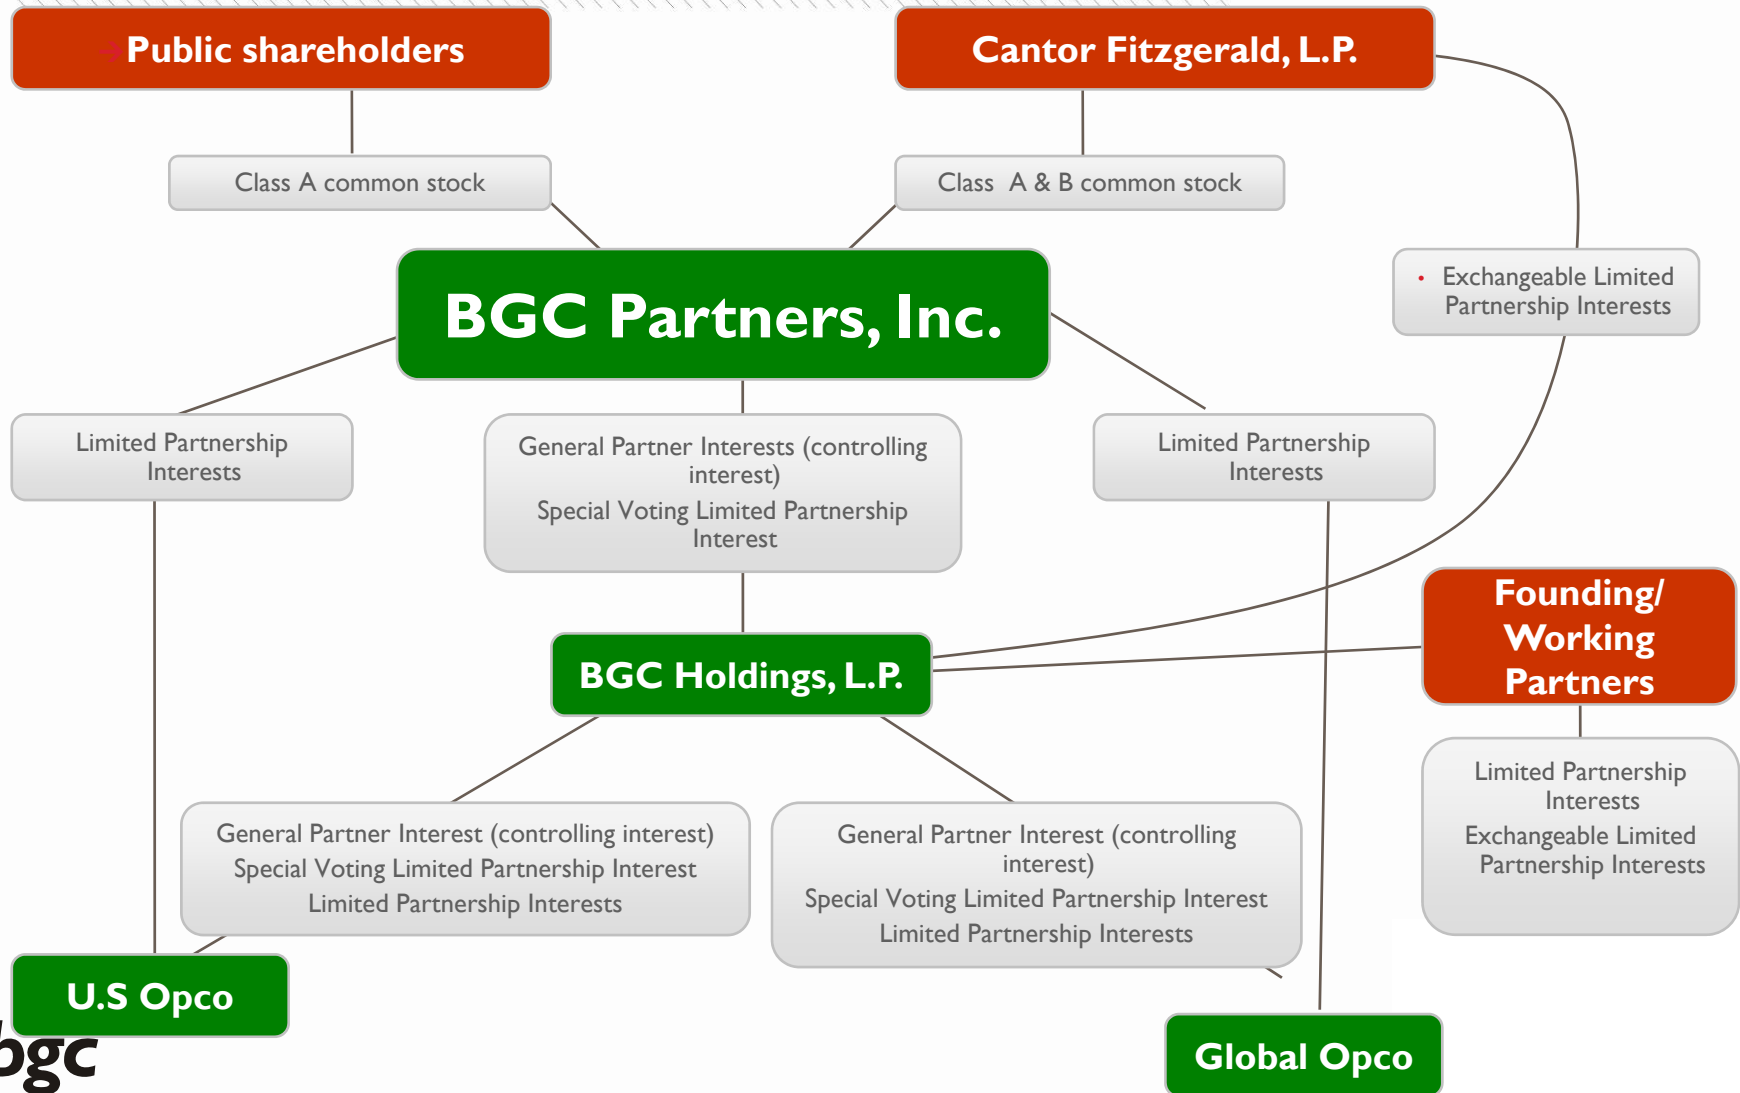 →Public shareholders
Cantor Fitzgerald, L.P.
Class A common stock
Class A & B common stock
BGC Partners, Inc.
• Exchangeable Limited
Partnership Interests
Limited Partnership
Interests
General Partner Interests (controlling
interest)
Special Voting Limited Partnership
Interest
Limited Partnership
Interests
Founding/
Working
Partners
BGC Holdings, L.P.
Limited Partnership
Interests
Exchangeable Limited
Partnership Interests
General Partner Interest (controlling interest)
Special Voting Limited Partnership Interest
Limited Partnership Interests
General Partner Interest (controlling
interest)
Special Voting Limited Partnership Interest
Limited Partnership Interests
U.S Opco
bgc
Global Opco